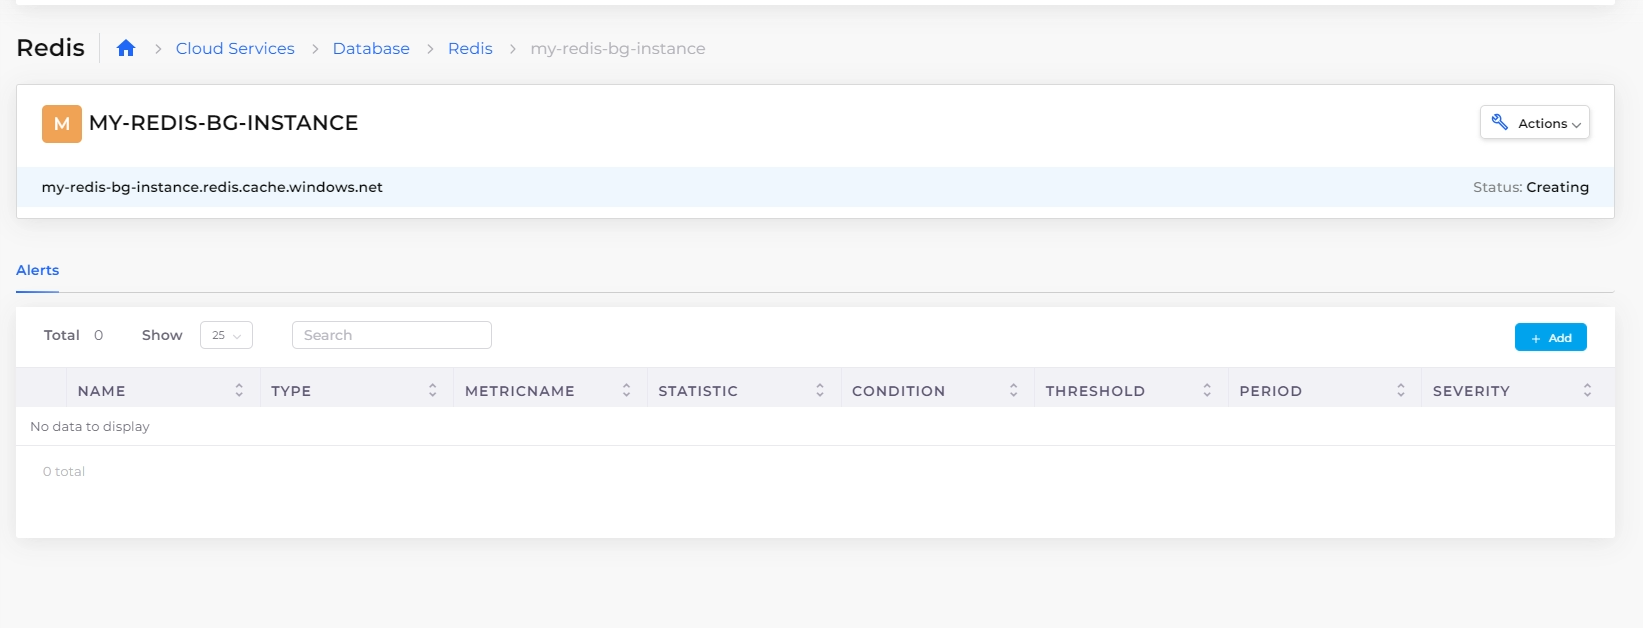 Redis
Cloud Services > Database > Redis > my-redis-bg-instance
M
MY-REDIS-BG-INSTANCE
Actions
my-redis-bg-instance.redis.cache.windows.net
Status: Creating
Alerts
Total 0 Show 25 Search
+ Add
NAME TYPE METRICNAME STATISTIC CONDITION THRESHOLD PERIOD SEVERITY
No data to display
0 total